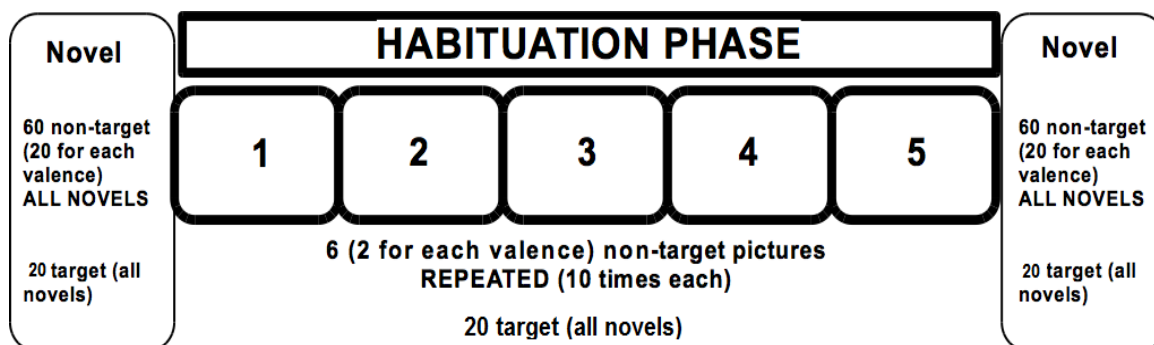 Novel
60 non-target
(20 for each
valence)
ALL NOVELS
20 target (all
novels)
HABITUATION PHASE
1
2
3
4
5
6 (2 for each valence) non-target pictures
REPEATED (10 times each)
20 target (all novels)
Novel
60 non-target
(20 for each
valence)
ALL NOVELS
20 target (all
novels)